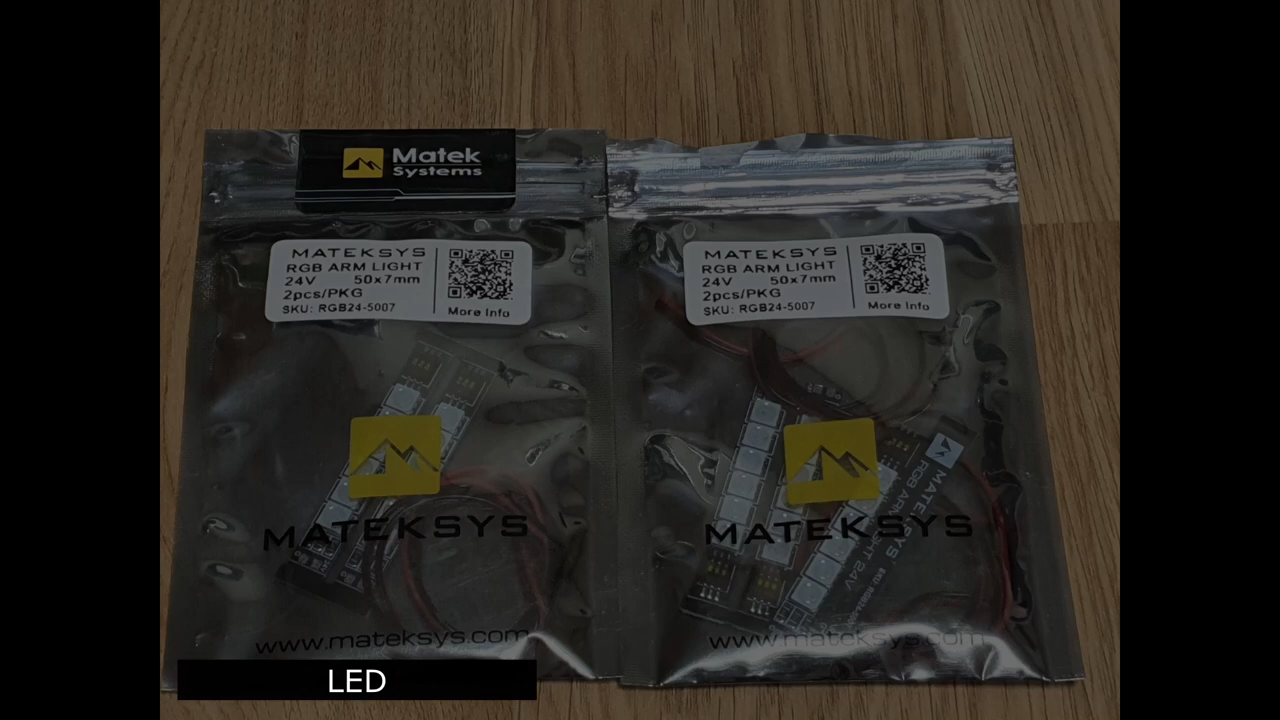 Matek
Systems
MATEKSYS
RGB ARM LIGHT
24V 50x7mm
2pcs/PKG
SKU: RGB24-5007
More Info
MATEKSYS
RGB ARM LIGHT
24V 50x7mm
2pcs/PKG
SKU: RGB24-5007
More Info
MATEKSYS
www.mateksys.com
MATEKSYS
www.mateksys.com
LED